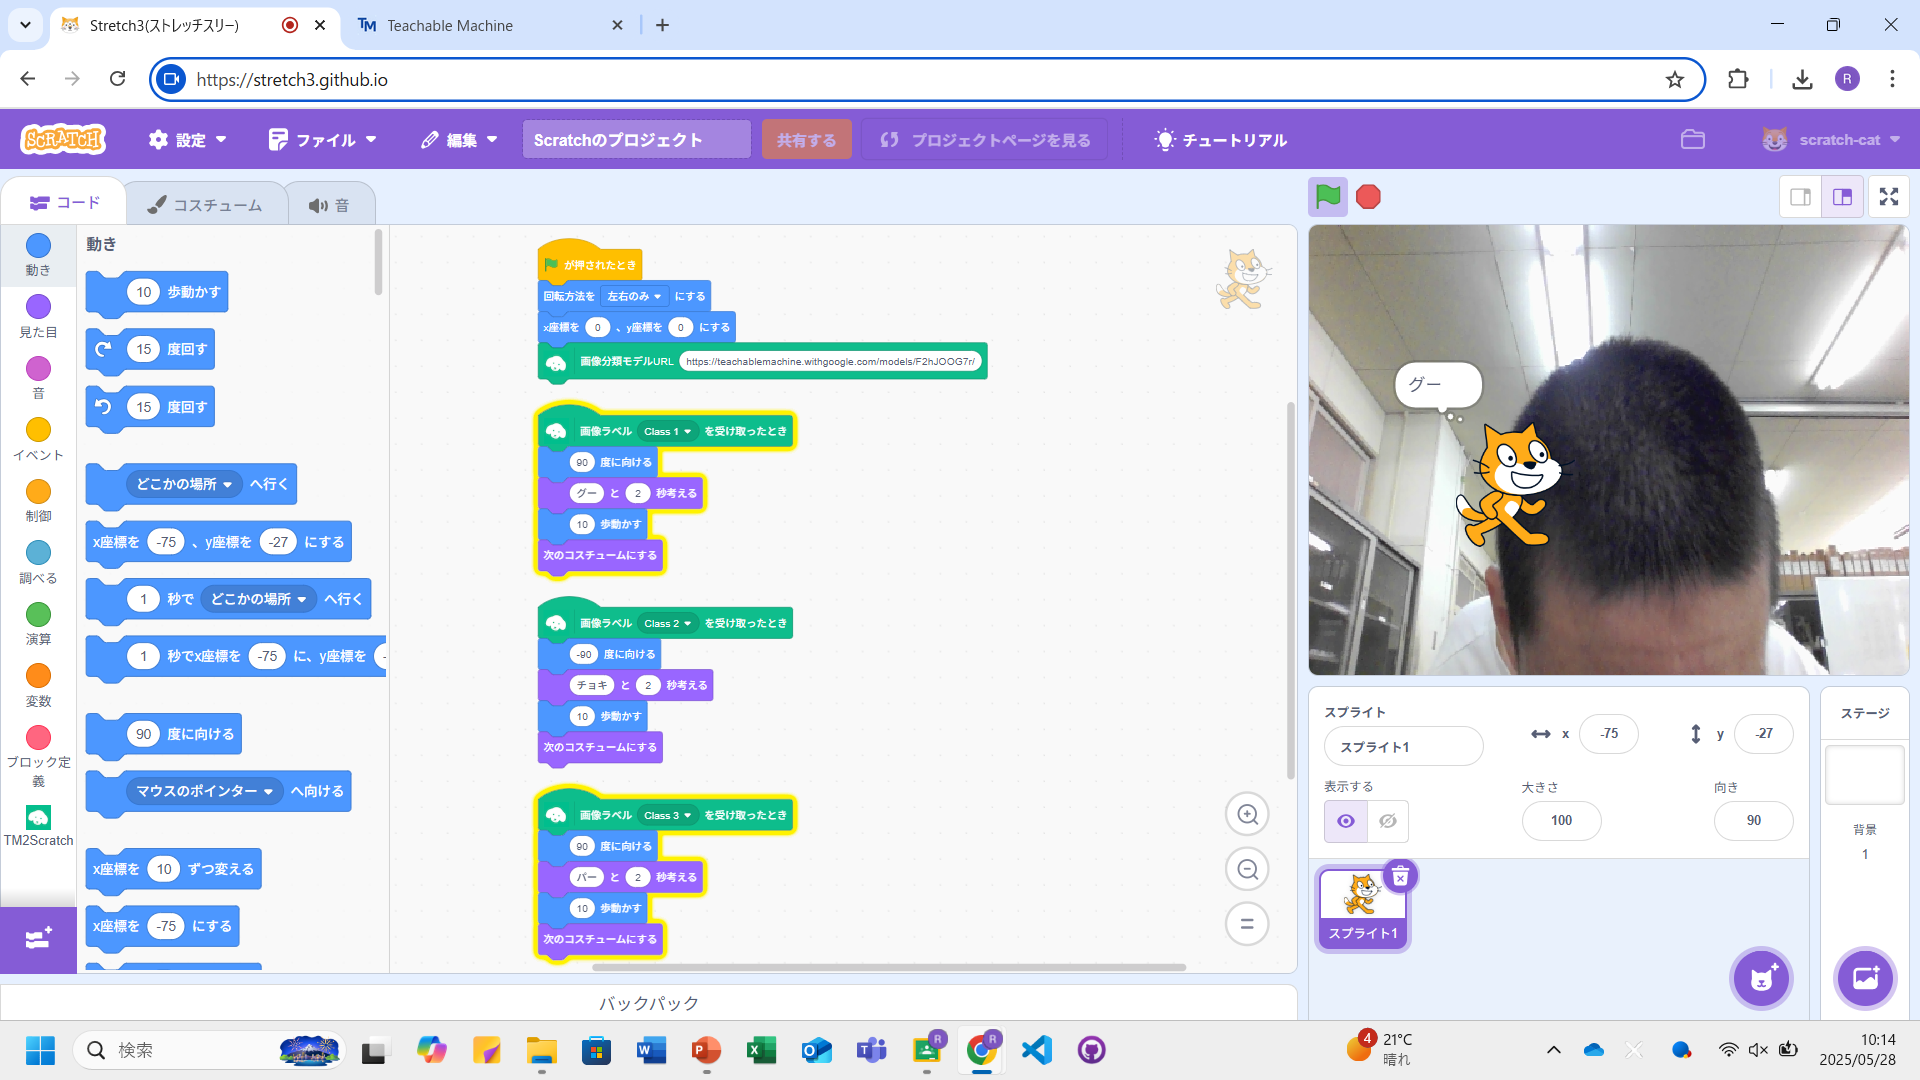 Stretch3(ストレッチスリー)
Teachable Machine
https://stretch3.github.io
R
SCRATCH
設定
ファイル
編集
Scratchのプロジェクト
共有する
プロジェクトページを見る
チュートリアル
scratch-cat
コード
コスチューム
音
動き
見た目
音
イベント
制御
調べる
演算
変数
ブロック定
義
TM2Scratch
動き
10 歩動かす
15 度回す
15 度回す
どこかの場所 へ行く
x座標を -75 、y座標を -27 にする
1 秒で どこかの場所 へ行く
1 秒でx座標を -75 に、y座標を
90 度に向ける
マウスのポインター へ向ける
x座標を 10 ずつ変える
x座標を -75 にする
が押されたとき
回転方法を 左右のみ にする
x座標を 0 、y座標を 0 にする
画像分類モデルURL https://teachablemachine.withgoogle.com/models/F2hJOOG7r/
画像ラベル Class 1 を受け取ったとき
90 度に向ける
グー と 2 秒考える
10 歩動かす
次のコスチュームにする
画像ラベル Class 2 を受け取ったとき
-90 度に向ける
チョキ と 2 秒考える
10 歩動かす
次のコスチュームにする
画像ラベル Class 3 を受け取ったとき
90 度に向ける
パー と 2 秒考える
10 歩動かす
次のコスチュームにする
バックパック
グー
スプライト
スプライト1
x -75
y -27
表示する
大きさ
100
向き
90
スプライト1
ステージ
背景
1
検索
4
21°C
晴れ
10:14
2025/05/28